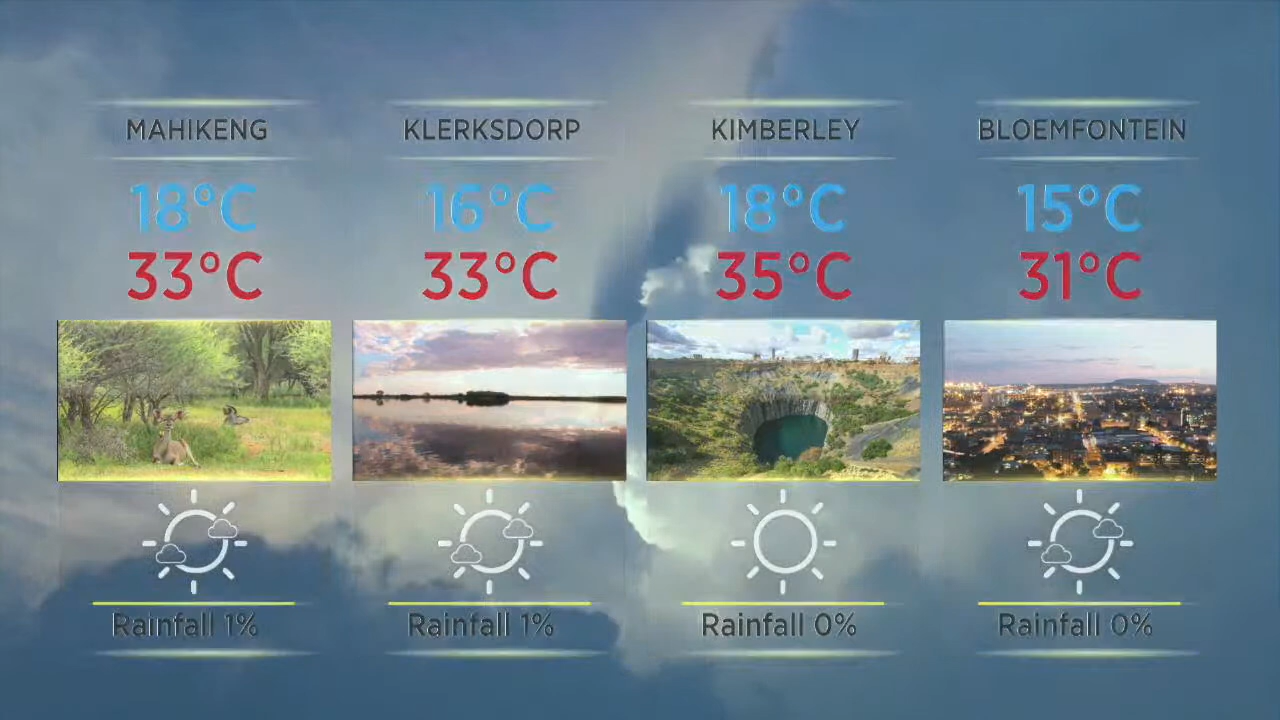 MAHIKENG
18°C
33°C
Rainfall 1%
KLERKSDORP
16°C
33°C
Rainfall 1%
KIMBERLEY
18°C
35°C
Rainfall 0%
BLOEMFONTEIN
15°C
31°C
Rainfall 0%